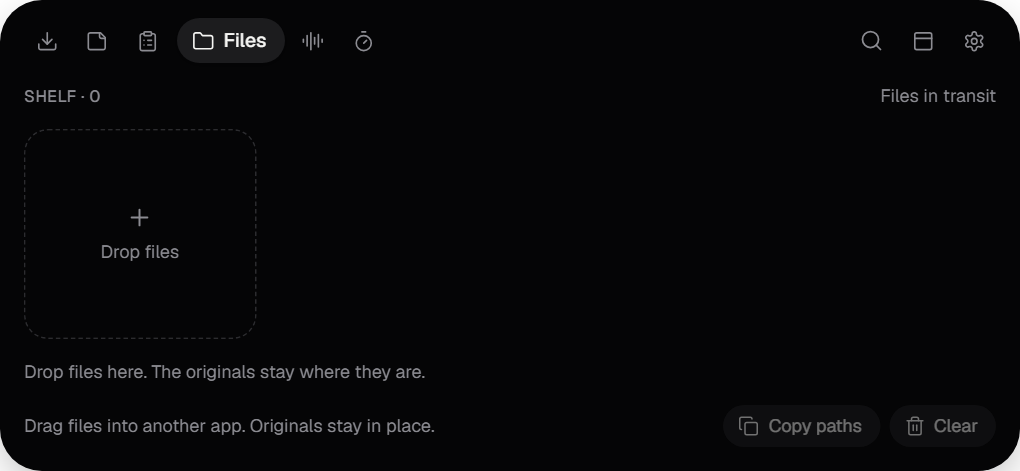 Files
SHELF · 0
Files in transit
Drop files
Drop files here. The originals stay where they are.
Drag files into another app. Originals stay in place.
Copy paths
Clear